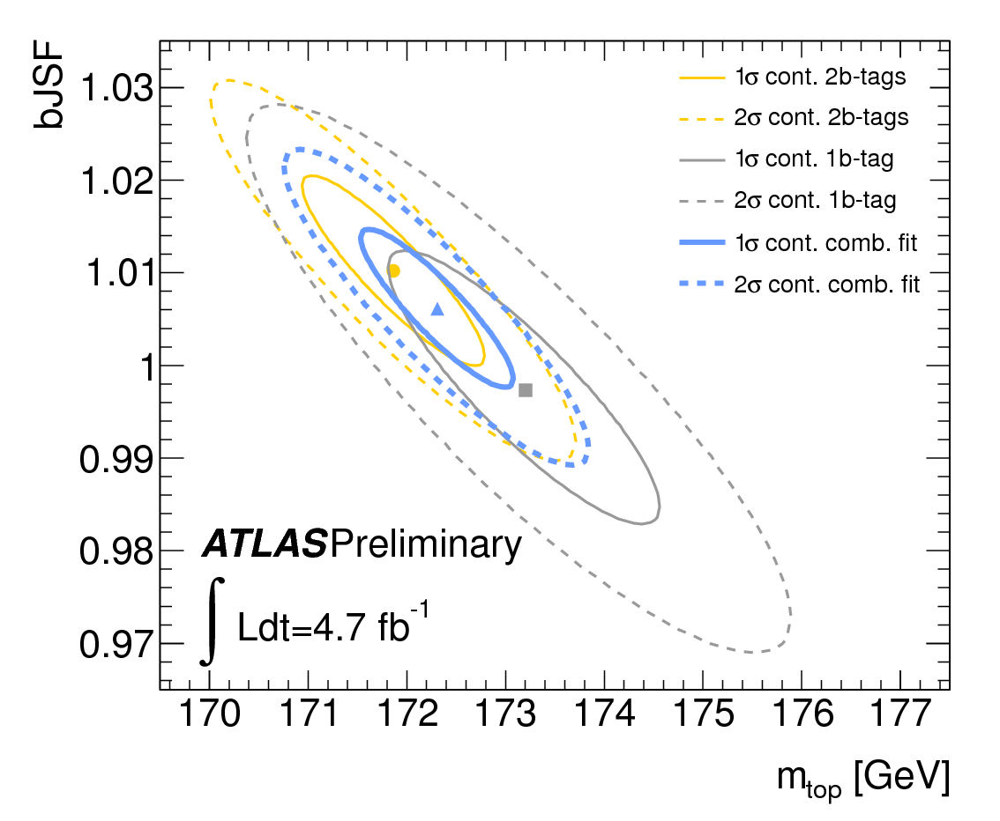 bJSF
1.03
1.02
1.01
1
0.99
0.98
0.97
1σ cont. 2b-tags
2σ cont. 2b-tags
1σ cont. 1b-tag
2σ cont. 1b-tag
1σ cont. comb. fit
2σ cont. comb. fit
ATLAS Preliminary
∫ Ldt=4.7 fb⁻¹
170 171 172 173 174 175 176 177
m_top [GeV]